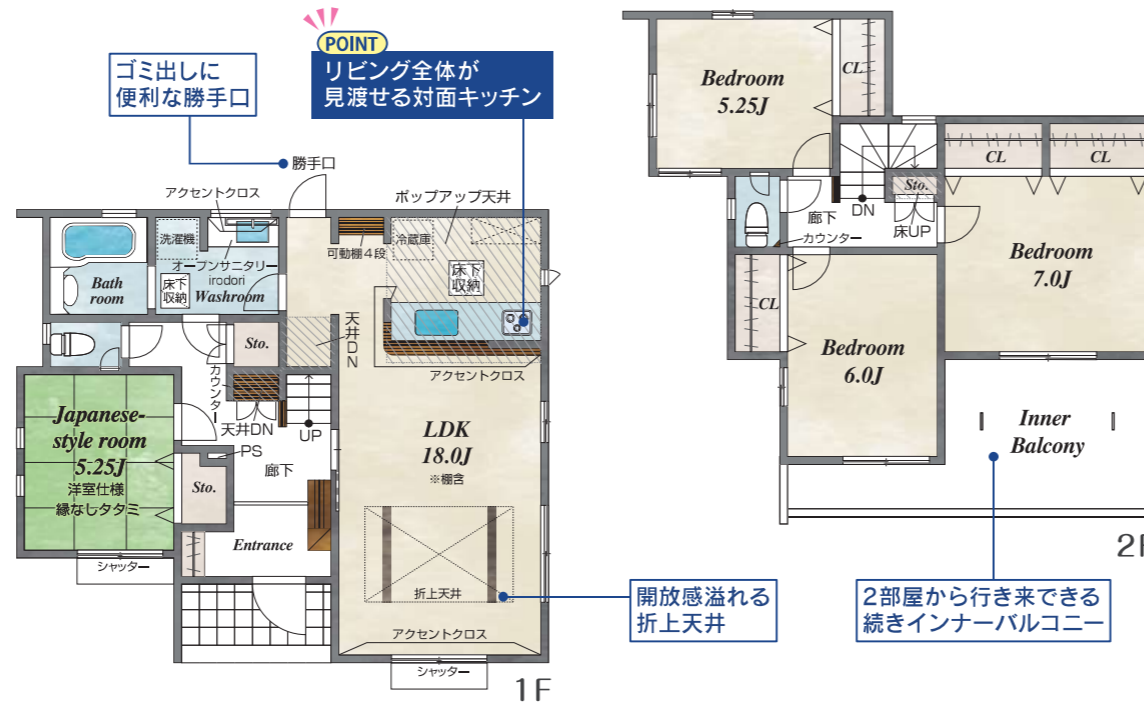 POINT
リビング全体が
見渡せる対面キッチン
ゴミ出しに
便利な勝手口
勝手口
アクセントクロス
ポップアップ天井
洗濯機
冷蔵庫
可動棚4段
オープンサニタリー
irodori
Washroom
床下
収納
床下
収納
Bath
room
Sto.
天井DN
アクセントクロス
カウンター
天井DN
UP
Japanese-
style room
5.25J
洋室仕様
縁なしタタミ
PS
Sto.
廊下
LDK
18.0J
※棚含
Entrance
シャッター
折上天井
アクセントクロス
シャッター
1F
開放感溢れる
折上天井
Bedroom
5.25J
CL
CL
CL
Sto.
DN
廊下
床UP
カウンター
CL
Bedroom
7.0J
Bedroom
6.0J
Inner
Balcony
2F
2部屋から行き来できる
続きインナーバルコニー